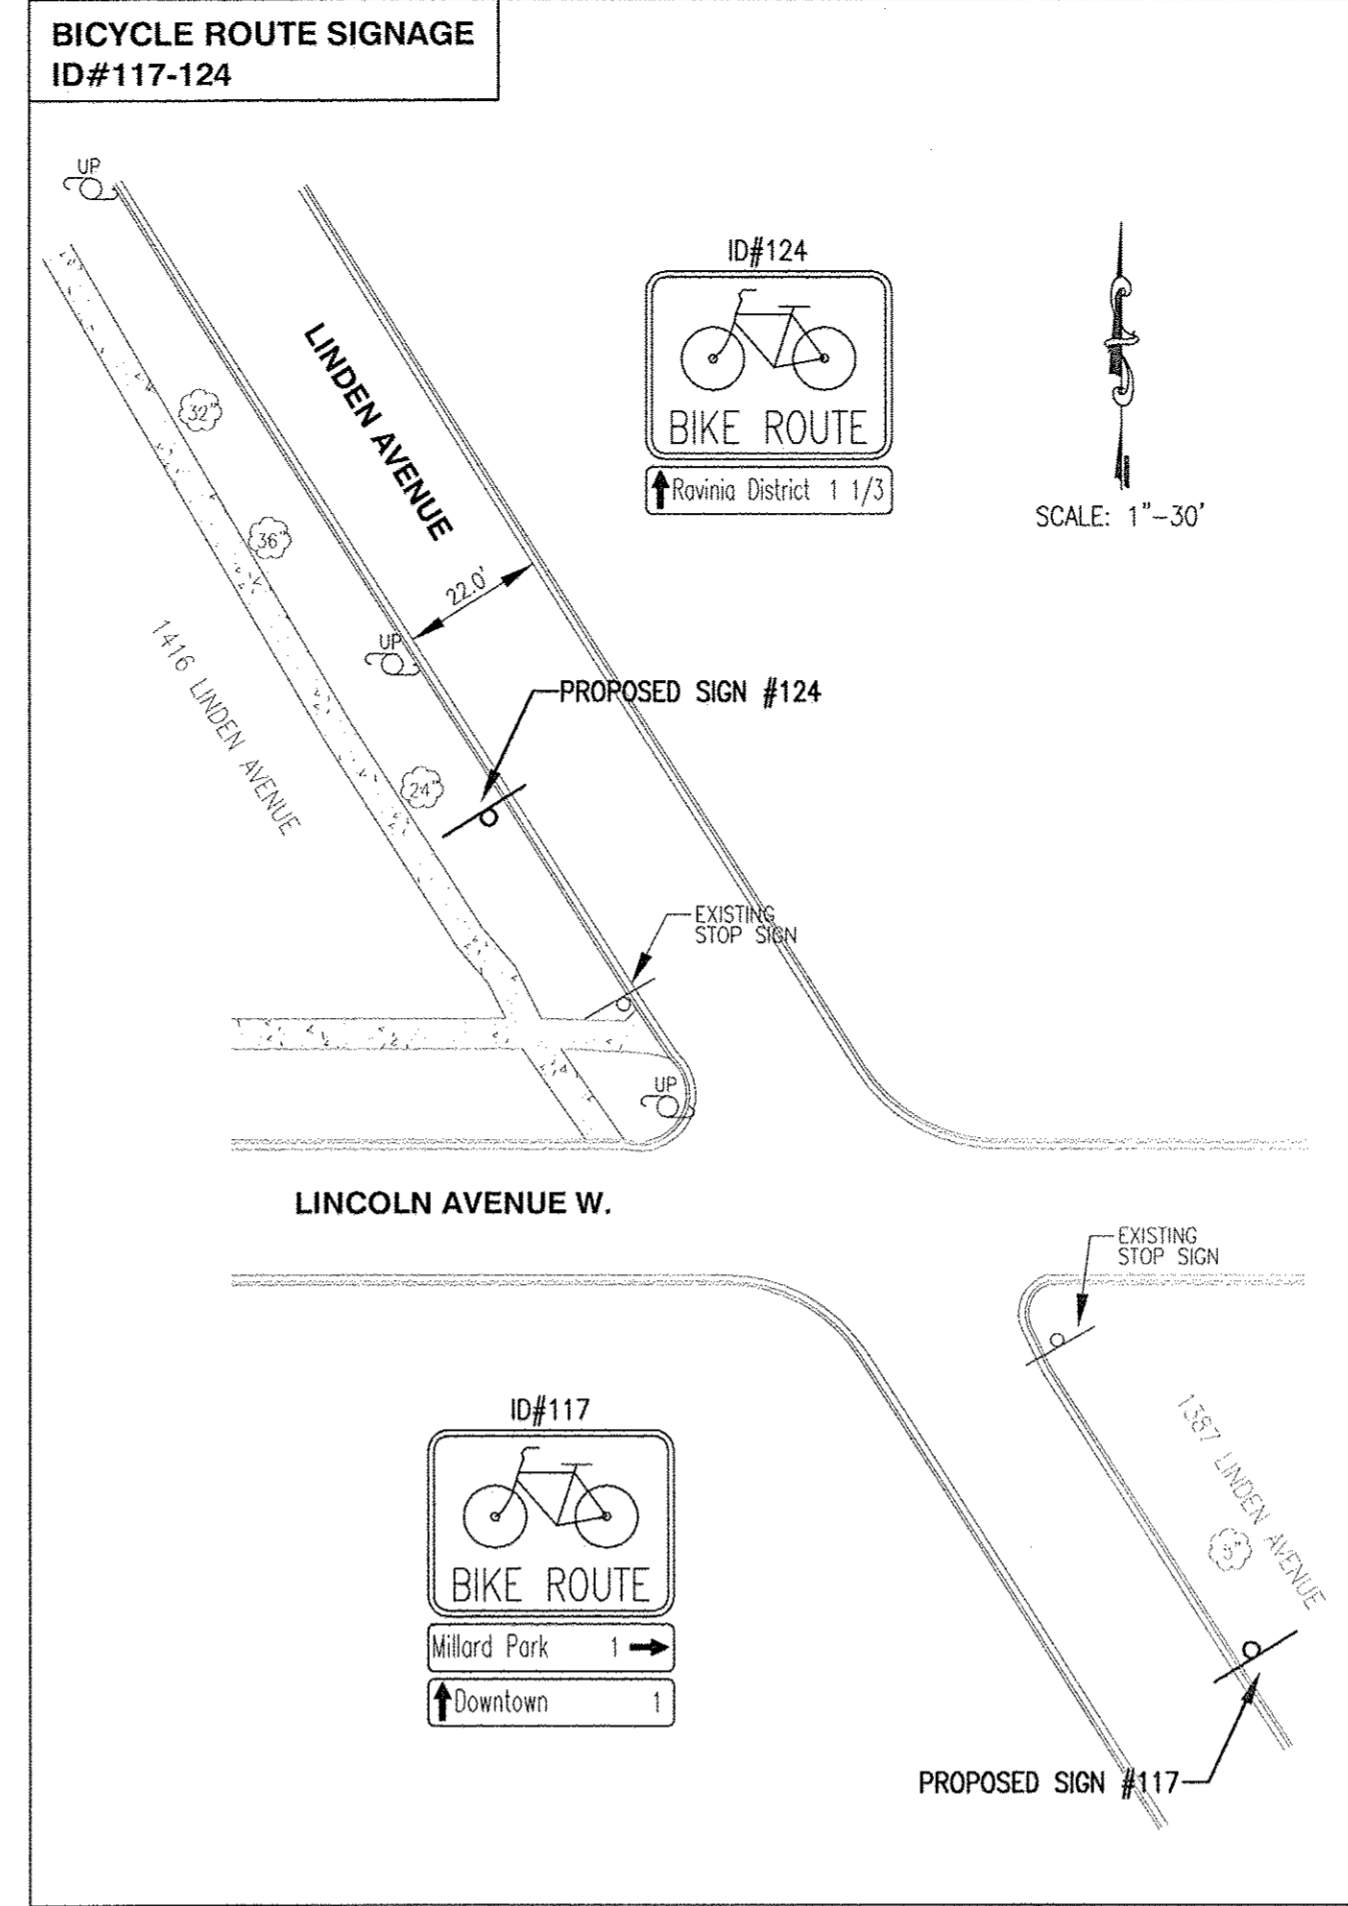 BICYCLE ROUTE SIGNAGE
ID#117-124
UP
LINDEN AVENUE
ID#124
BIKE ROUTE
Ravinia District 1 1/3
SCALE: 1"-30'
32"
36"
22.0'
UP
1416 LINDEN AVENUE
PROPOSED SIGN #124
24"
EXISTING
STOP SIGN
UP
LINCOLN AVENUE W.
EXISTING
STOP SIGN
ID#117
BIKE ROUTE
Millard Park 1
Downtown 1
1387 LINDEN AVENUE
PROPOSED SIGN #117